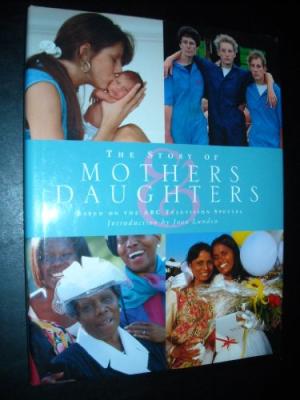 THE STORY OF
MOTHERS
&
DAUGHTERS
BASED ON THE ABC TELEVISION SPECIAL
Introduction by Joan Lunden